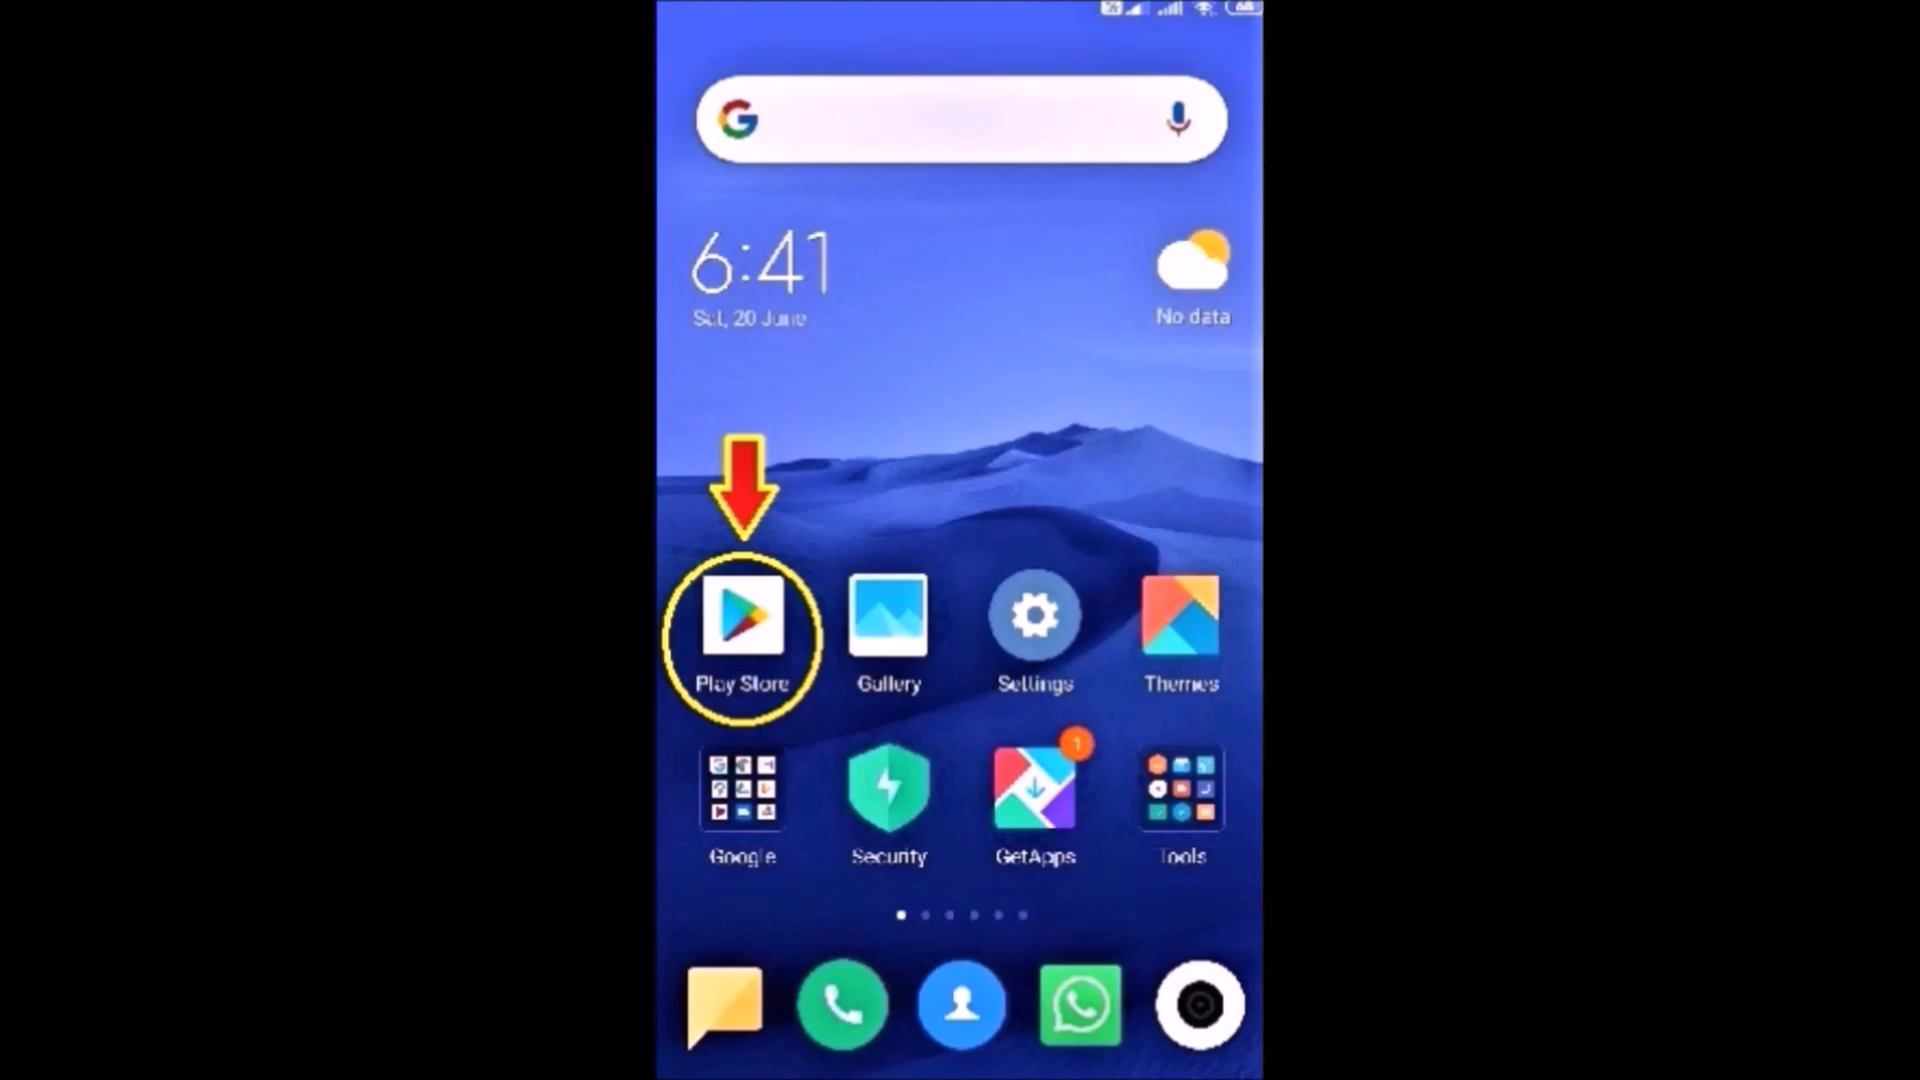 6:41
Sat, 20 June
No data
Play Store
Gallery
Settings
Themes
1
Google
Security
GetApps
Tools